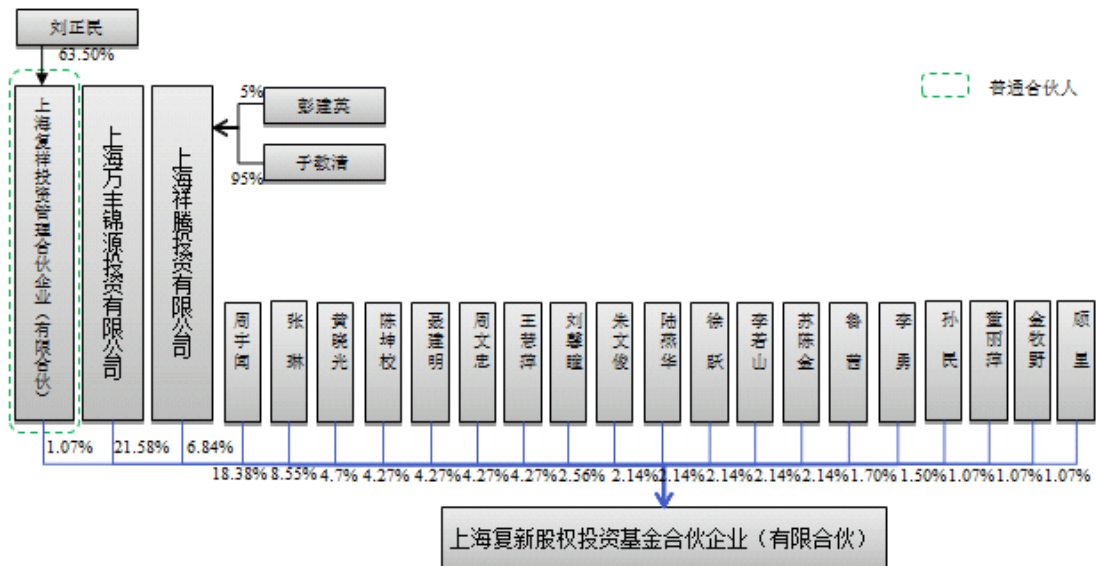 刘正民
63.50%
普通合伙人
5%
彭建英
于敏清
95%
上海复祥投资管理合伙企业（有限合伙）
上海万丰锦源投资有限公司
上海祥腾投资有限公司
周宇闻
张琳
黄晓光
陈坤校
聂建明
周文忠
王慧萍
刘馨瞳
朱文俊
陆燕华
徐跃
李若山
苏陈金
鲁茜
李勇
孙民
董丽萍
金牧野
顾里
1.07%
21.58%
6.84%
18.38%
8.55%
4.7%
4.27%
4.27%
4.27%
4.27%
2.56%
2.14%
2.14%
2.14%
2.14%
2.14%
1.70%
1.50%
1.07%
1.07%
1.07%
上海复新股权投资基金合伙企业（有限合伙）